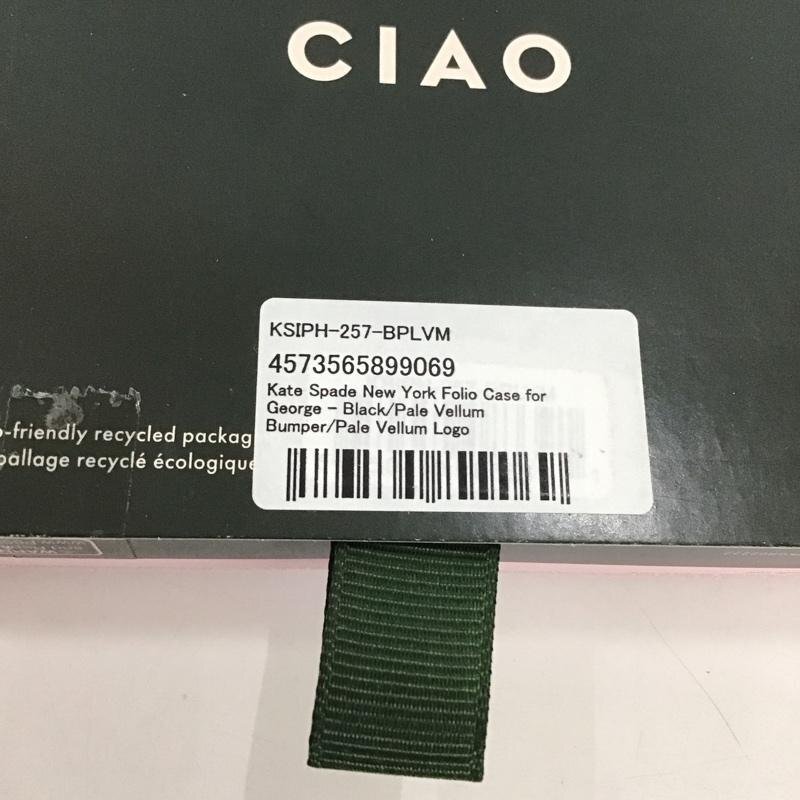 CIAO
KSIPH-257-BPLVM
4573565899069
Kate Spade New York Folio Case for
George - Black/Pale Vellum
Bumper/Pale Vellum Logo
o-friendly recycled packag
ballage recyclé écologique